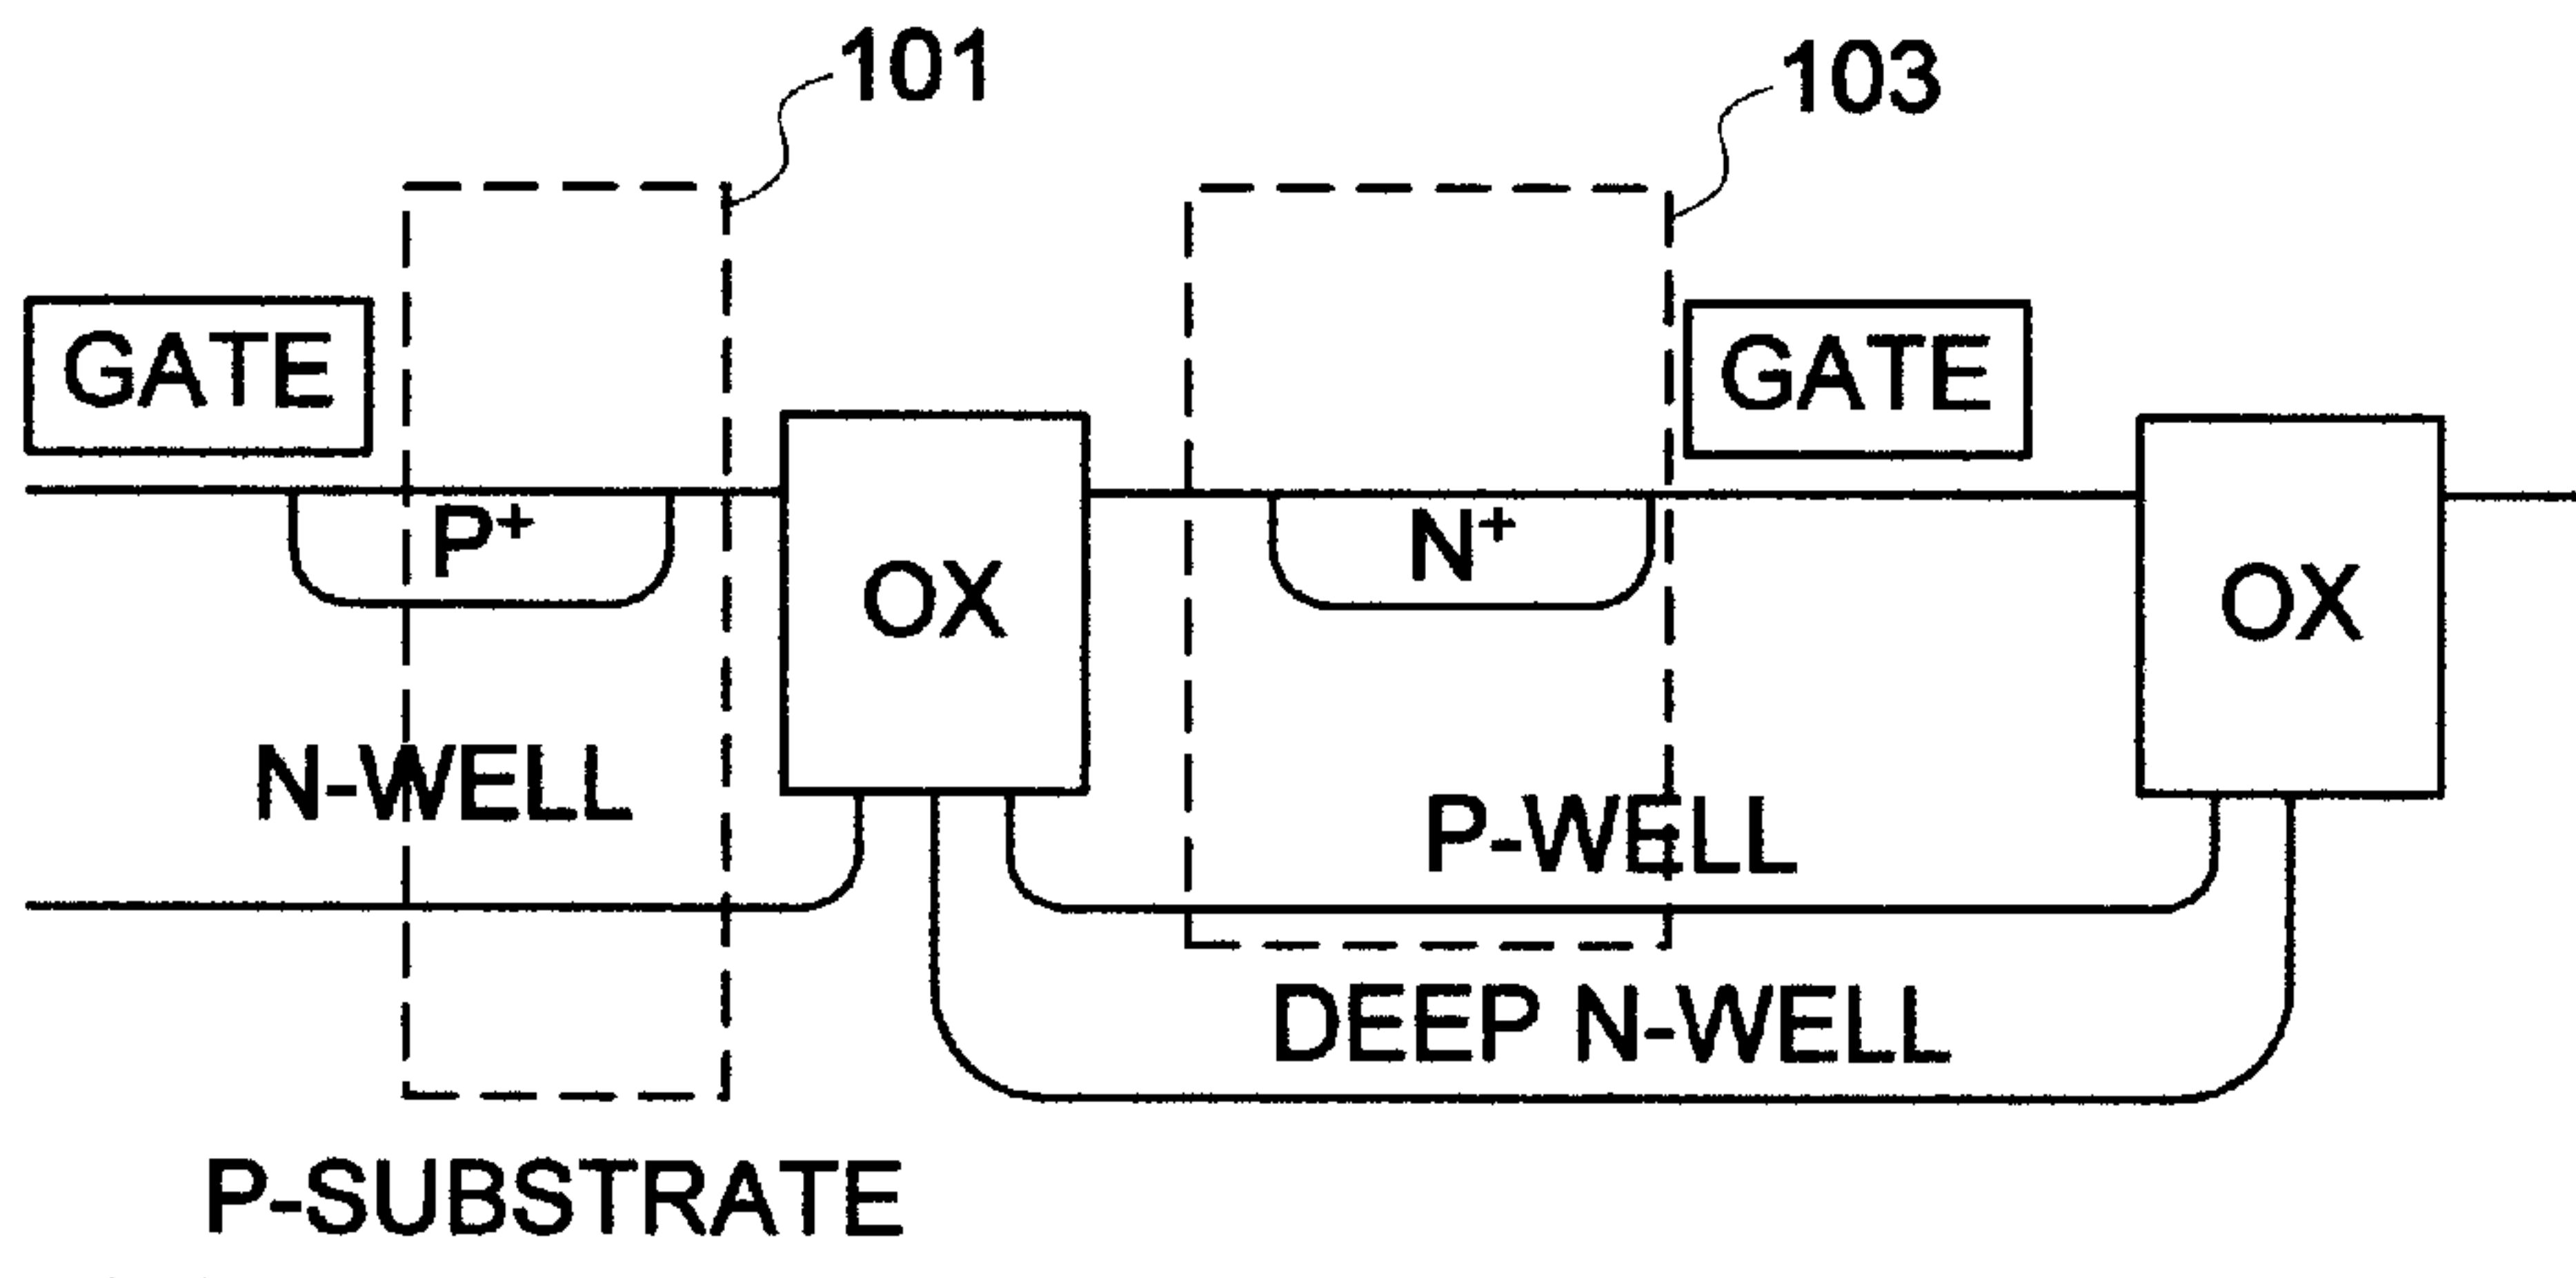 101
103
GATE
GATE
P⁺
N⁺
OX
OX
N-WELL
P-WELL
DEEP N-WELL
P-SUBSTRATE